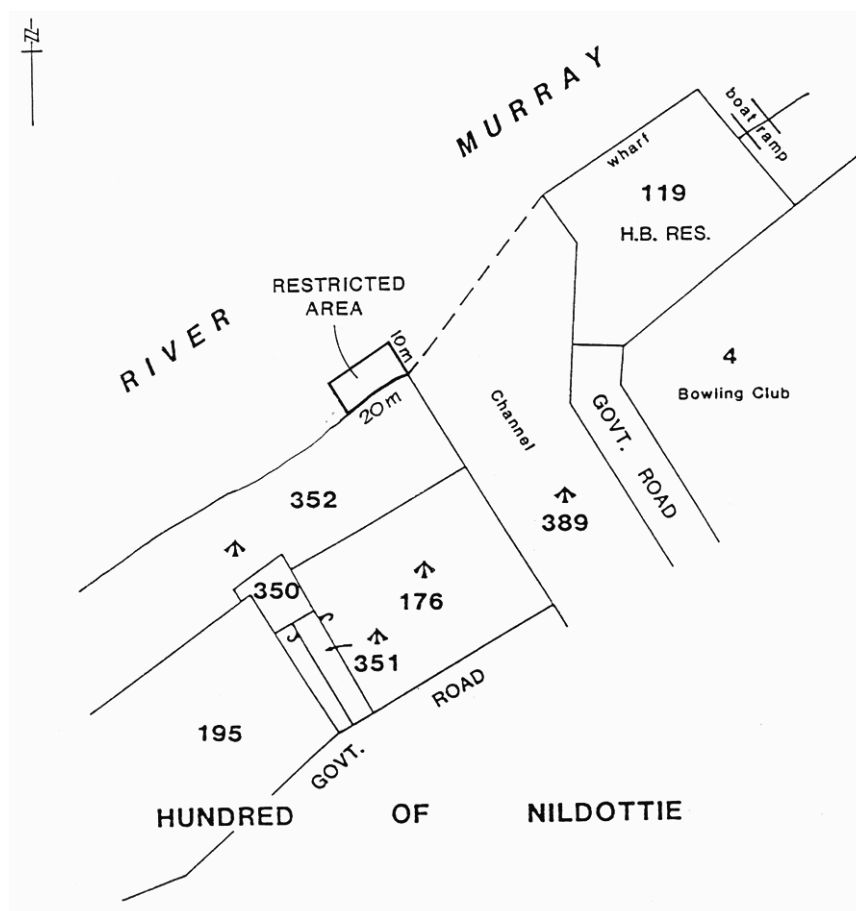 N
MURRAY
boat ramp
wharf
119
H.B. RES.
RESTRICTED
AREA
RIVER
10m
20m
4
Bowling Club
Channel
GOVT. ROAD
352
389
350
176
351
195
GOVT. ROAD
HUNDRED OF NILDOTTIE